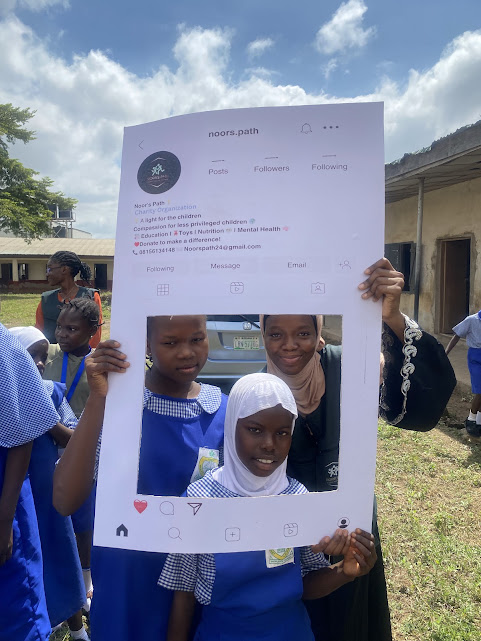 noors.path
Posts Followers Following
Noor's Path
Charity Organization
A light for the children
Compassion for less privileged children
Education I Toys I Nutrition I Mental Health
Donate to make a difference!
08156134148 Noorspath24@gmail.com
Following Message Email